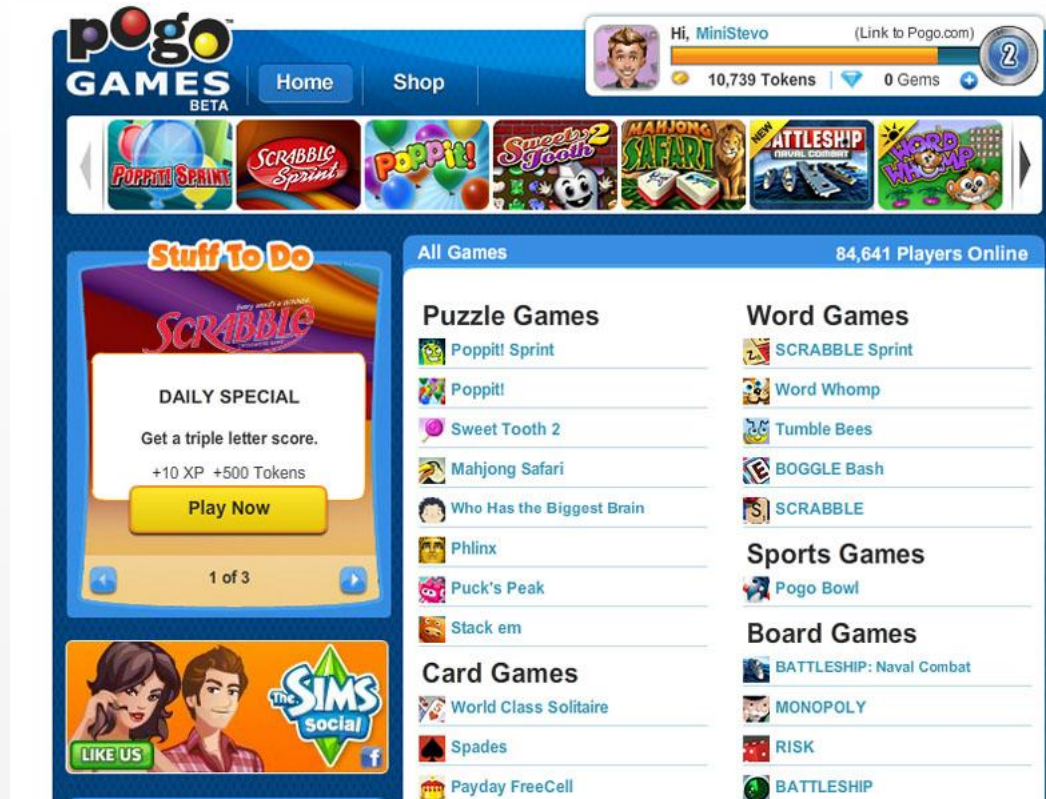 pogo™
GAMES
BETA
Home
Shop
Hi, MiniStevo
(Link to Pogo.com)
2
10,739 Tokens
0 Gems
POPPIT! SPRINT
SCRABBLE
Sprint
POPPIT!
Sweet
Tooth 2
MAHJONG
SAFARI
NEW
BATTLESHIP
NAVAL COMBAT
WORD
WHOMP
Stuff To Do
Every word's a WINNER
SCRABBLE
DAILY SPECIAL
Get a triple letter score.
+10 XP +500 Tokens
Play Now
1 of 3
The SIMS
Social
LIKE US
f
All Games
84,641 Players Online
Puzzle Games
Poppit! Sprint
Poppit!
Sweet Tooth 2
Mahjong Safari
Who Has the Biggest Brain
Phlinx
Puck's Peak
Stack em
Card Games
World Class Solitaire
Spades
Payday FreeCell
Word Games
SCRABBLE Sprint
Word Whomp
Tumble Bees
BOGGLE Bash
SCRABBLE
Sports Games
Pogo Bowl
Board Games
BATTLESHIP: Naval Combat
MONOPOLY
RISK
BATTLESHIP